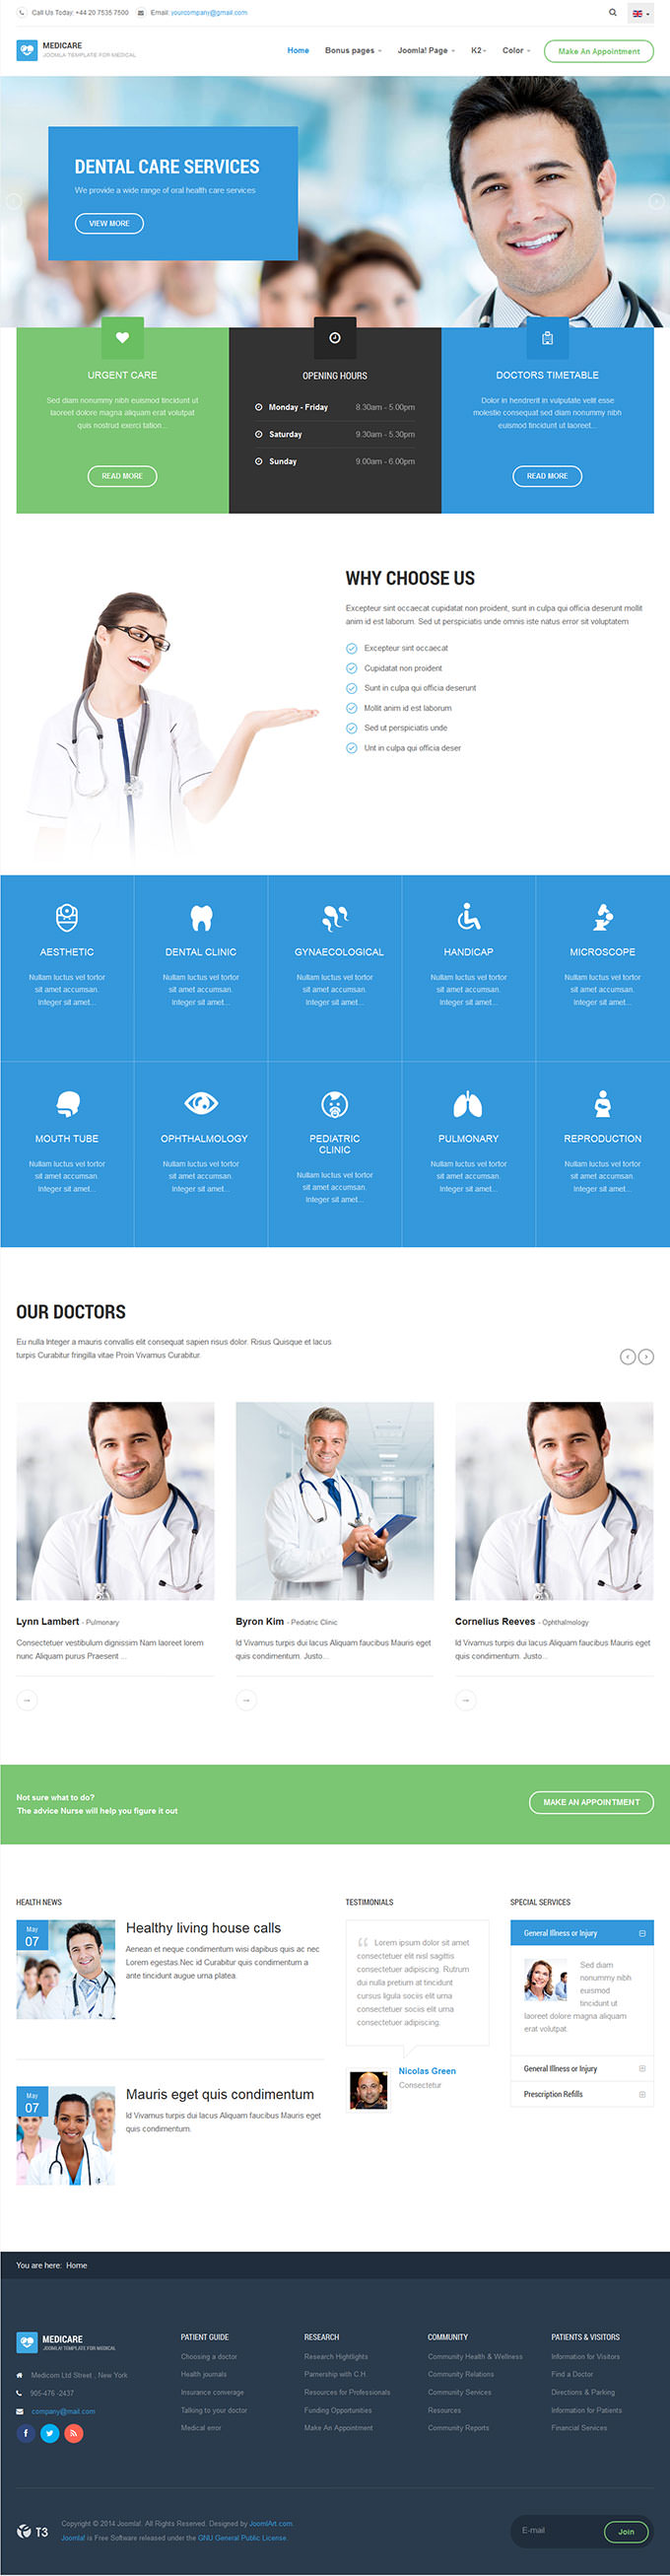 Call Us Today: +44 20 7535 7500 Email: yourcompany@gmail.com
MEDICARE
JOOMLA TEMPLATE FOR MEDICAL
Home Bonus pages Joomla! Page K2 Color Make An Appointment
DENTAL CARE SERVICES
We provide a wide range of oral health care services
VIEW MORE
URGENT CARE
Sed diam nonummy nibh euismod tincidunt ut
laoreet dolore magna aliquam erat volutpat
quis nostrud exerci tation...
READ MORE
OPENING HOURS
Monday - Friday 8.30am - 5.00pm
Saturday 9.30am - 5.30pm
Sunday 9.00am - 6.00pm
DOCTORS TIMETABLE
Dolor in hendrerit in vulputate velit esse
molestie consequat sed diam nonummy nibh
euismod tincidunt ut laoreet...
READ MORE
WHY CHOOSE US
Excepteur sint occaecat cupidatat non proident, sunt in culpa qui officia deserunt mollit
anim id est laborum. Sed ut perspiciatis unde omnis iste natus error sit voluptatem
Excepteur sint occaecat
Cupidatat non proident
Sunt in culpa qui officia deserunt
Mollit anim id est laborum
Sed ut perspiciatis unde
Unt in culpa qui officia deser
AESTHETIC
Nullam luctus vel tortor
sit amet accumsan.
Integer sit amet...
DENTAL CLINIC
Nullam luctus vel tortor
sit amet accumsan.
Integer sit amet...
GYNAECOLOGICAL
Nullam luctus vel tortor
sit amet accumsan.
Integer sit amet...
HANDICAP
Nullam luctus vel tortor
sit amet accumsan.
Integer sit amet...
MICROSCOPE
Nullam luctus vel tortor
sit amet accumsan.
Integer sit amet...
MOUTH TUBE
Nullam luctus vel tortor
sit amet accumsan.
Integer sit amet...
OPHTHALMOLOGY
Nullam luctus vel tortor
sit amet accumsan.
Integer sit amet...
PEDIATRIC
CLINIC
Nullam luctus vel tortor
sit amet accumsan.
Integer sit amet...
PULMONARY
Nullam luctus vel tortor
sit amet accumsan.
Integer sit amet...
REPRODUCTION
Nullam luctus vel tortor
sit amet accumsan.
Integer sit amet...
OUR DOCTORS
Eu nulla Integer a mauris convallis elit consequat sapien risus dolor. Risus Quisque et lacus
turpis Curabitur fringilla vitae Proin Vivamus Curabitur.
Lynn Lambert - Pulmonary
Consectetuer vestibulum dignissim Nam laoreet lorem
nunc Aliquam purus Praesent ...
Byron Kim - Pediatric Clinic
Id Vivamus turpis dui lacus Aliquam faucibus Mauris eget
quis condimentum. Justo...
Cornelius Reeves - Ophthalmology
Id Vivamus turpis dui lacus Aliquam faucibus Mauris eget
quis condimentum. Justo...
Not sure what to do?
The advice Nurse will help you figure it out
MAKE AN APPOINTMENT
HEALTH NEWS
May
07
Healthy living house calls
Aenean et neque condimentum wisi dapibus quis ac nec
Lorem egestas.Nec id Curabitur quis condimentum a
ante tincidunt augue urna platea.
May
07
Mauris eget quis condimentum
Id Vivamus turpis dui lacus Aliquam faucibus Mauris eget
quis condimentum.
TESTIMONIALS
Lorem ipsum dolor sit amet
consectetuer elit nisl sagittis
consectetuer adipiscing. Rutrum
du nulla pretium at tincidunt
cursus ligula sociis elit urna
consectetuer sociis elit urna
consectetuer adipiscing.
Nicolas Green
Consectetur
SPECIAL SERVICES
General Illness or Injury
Sed diam
nonummy nibh
euismod
tincidunt ut
laoreet dolore magna aliquam
erat volutpat
General Illness or Injury
Prescription Refills
You are here: Home
MEDICARE
JOOMLA! TEMPLATE FOR MEDICAL
Medicom Ltd Street , New York
905-476 -2437
company@mail.com
PATIENT GUIDE
Choosing a doctor
Health journals
Insurance converage
Talking to your doctor
Medical error
RESEARCH
Research Hightlights
Parnership with C.H.
Resources for Professionals
Funding Opportunities
Make An Appointment
COMMUNITY
Community Health & Wellness
Community Relations
Community Services
Resources
Community Reports
PATIENTS & VISITORS
Information for Visitors
Find a Doctor
Directions & Parking
Information for Patients
Financial Services
T3
Copyright © 2014 Joomla!. All Rights Reserved. Designed by JoomlArt.com.
Joomla! is Free Software released under the GNU General Public License.
E-mail Join